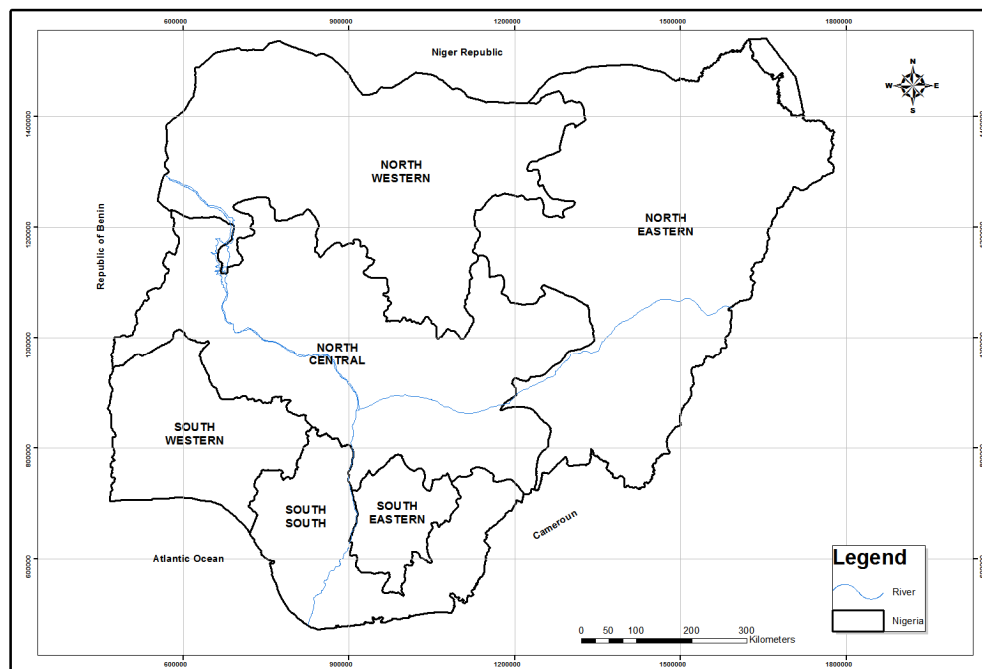 600000
900000
1200000
1500000
1800000
Niger Republic
N
W
E
S
1400000
NORTH
WESTERN
NORTH
EASTERN
1200000
Republic of Benin
1000000
NORTH
CENTRAL
SOUTH
WESTERN
800000
SOUTH
SOUTH
SOUTH
EASTERN
Cameroun
Atlantic Ocean
600000
Legend
River
Nigeria
0 50 100 200 300
Kilometers
600000
900000
1200000
1500000
1800000